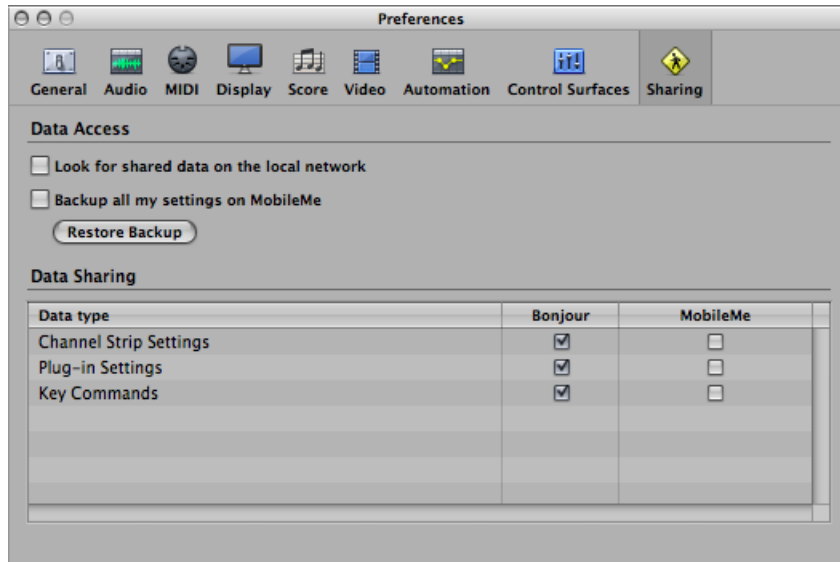 Preferences
General Audio MIDI Display Score Video Automation Control Surfaces Sharing
Data Access
Look for shared data on the local network
Backup all my settings on MobileMe
Restore Backup
Data Sharing
Data type Bonjour MobileMe
Channel Strip Settings
Plug-in Settings
Key Commands